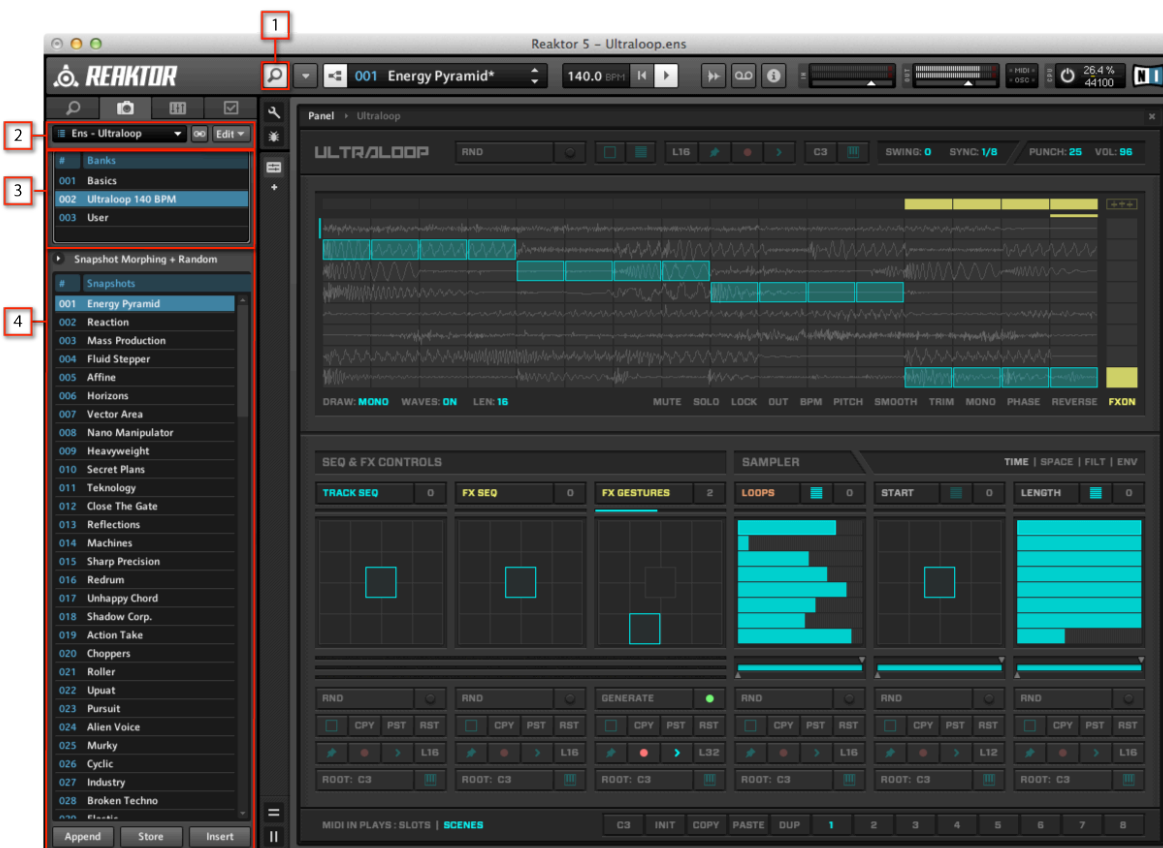 1
Reaktor 5 – Ultraloop.ens
REAKTOR
001 Energy Pyramid*
140.0 BPM
IN
OUT
MIDI
OSC
CPU
26.4 %
44100
NI
2
Ens - Ultraloop
Edit
3
# Banks
001 Basics
002 Ultraloop 140 BPM
003 User
4
Snapshot Morphing + Random
# Snapshots
001 Energy Pyramid
002 Reaction
003 Mass Production
004 Fluid Stepper
005 Affine
006 Horizons
007 Vector Area
008 Nano Manipulator
009 Heavyweight
010 Secret Plans
011 Teknology
012 Close The Gate
013 Reflections
014 Machines
015 Sharp Precision
016 Redrum
017 Unhappy Chord
018 Shadow Corp.
019 Action Take
020 Choppers
021 Roller
022 Upuat
023 Pursuit
024 Alien Voice
025 Murky
026 Cyclic
027 Industry
028 Broken Techno
Append Store Insert
Panel Ultraloop
ULTRALOOP
RND
L16
C3
SWING: 0 SYNC: 1/8
PUNCH: 25 VOL: 96
DRAW: MONO WAVES: ON LEN: 16
MUTE SOLO LOCK OUT BPM PITCH SMOOTH TRIM MONO PHASE REVERSE FXON
SEQ & FX CONTROLS
SAMPLER
TIME | SPACE | FILT | ENV
TRACK SEQ 0 FX SEQ 0 FX GESTURES 2 LOOPS 0 START 0 LENGTH 0
RND RND GENERATE RND RND RND
CPY PST RST CPY PST RST CPY PST RST CPY PST RST CPY PST RST CPY PST RST
L16 L16 L32 L16 L12 L16
ROOT: C3 ROOT: C3 ROOT: C3 ROOT: C3 ROOT: C3 ROOT: C3
MIDI IN PLAYS : SLOTS | SCENES
C3 INIT COPY PASTE DUP 1 2 3 4 5 6 7 8